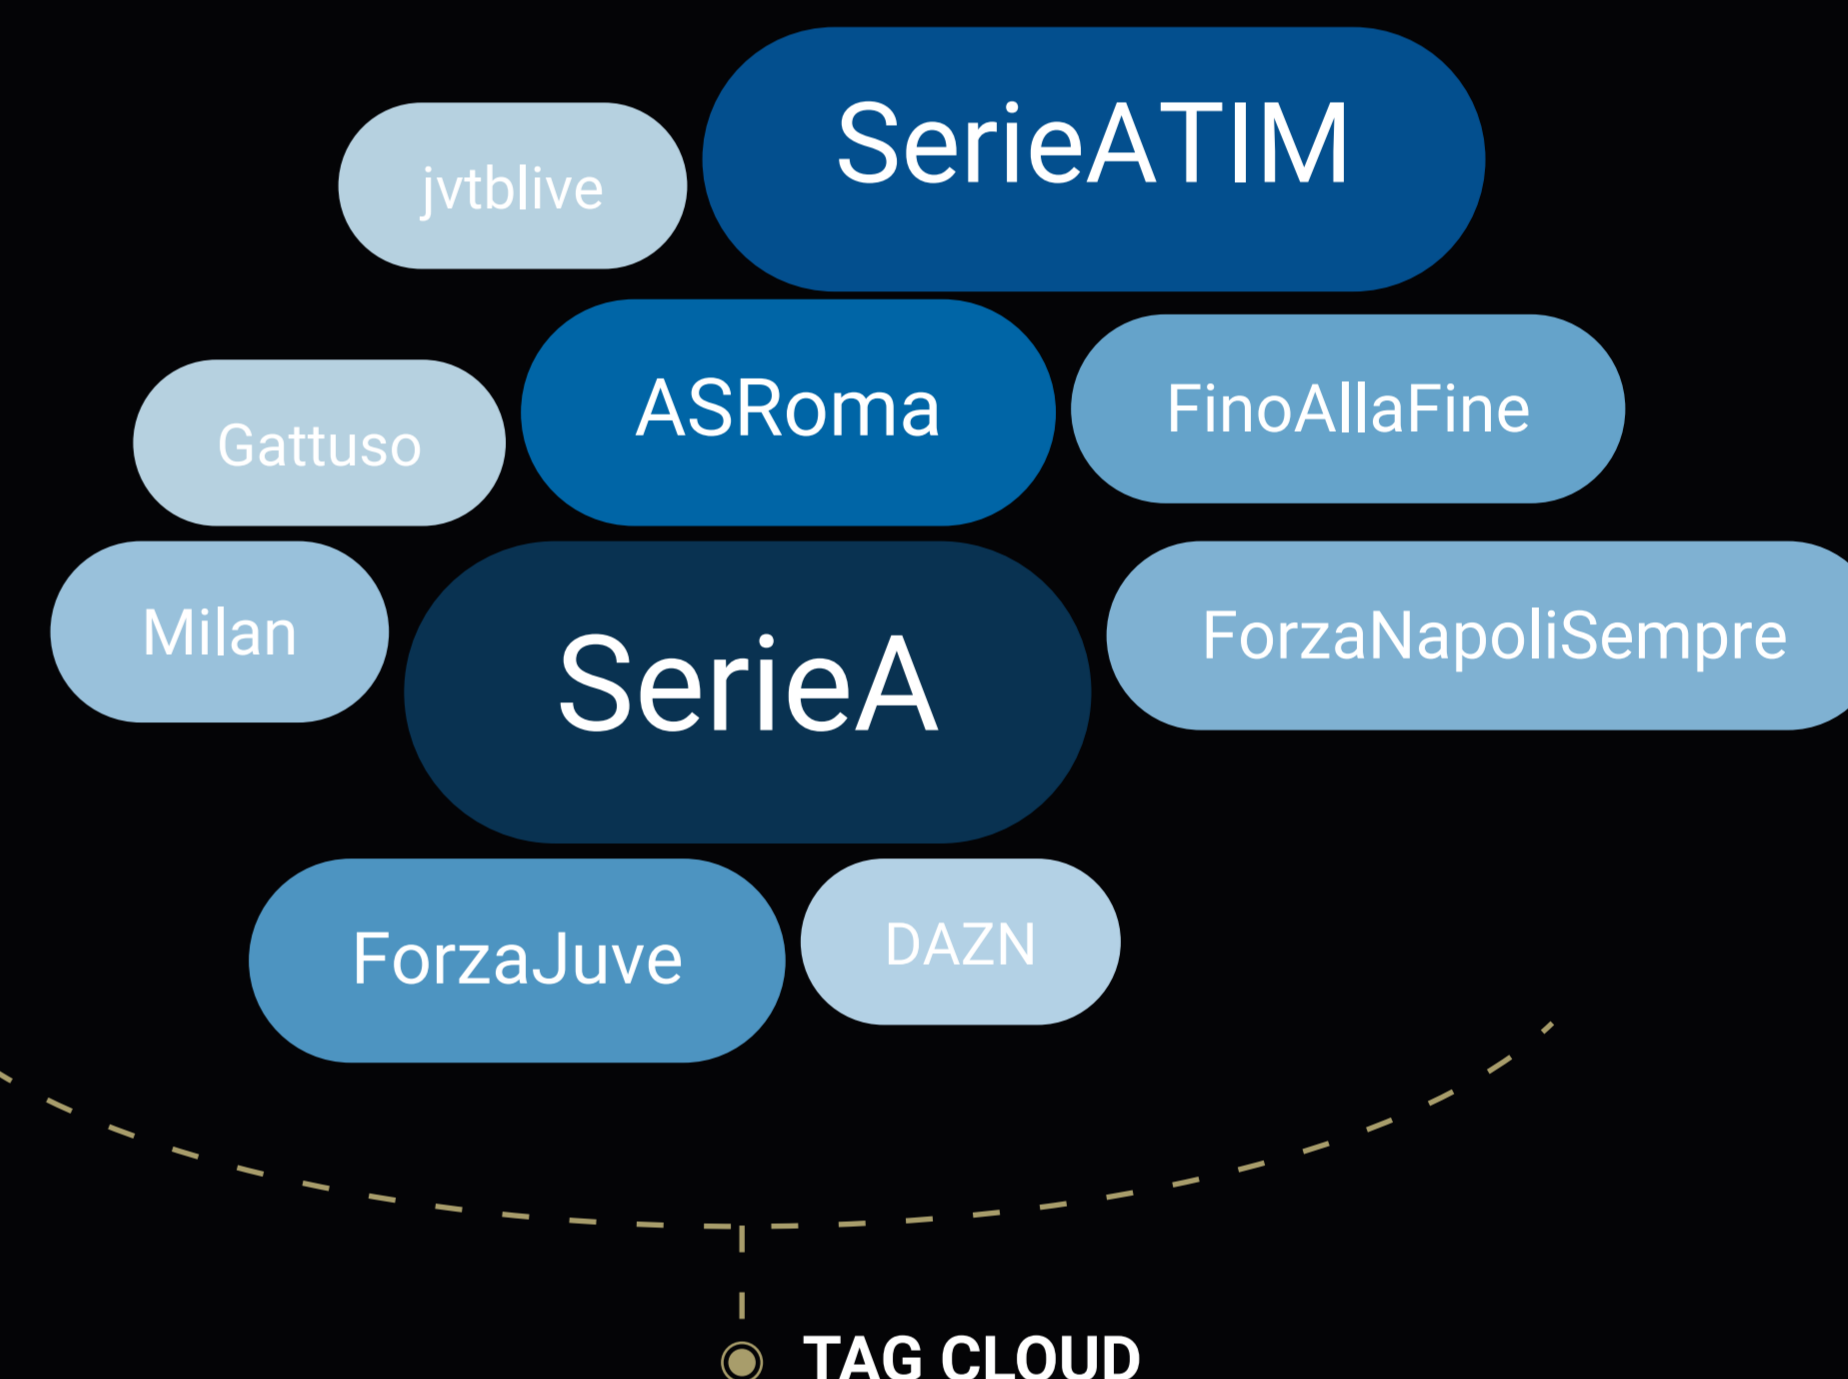 SerieATIM
jvtblive
ASRoma
FinoAllaFine
Gattuso
Milan
SerieA
ForzaNapoliSempre
ForzaJuve
DAZN
TAG CLOUD